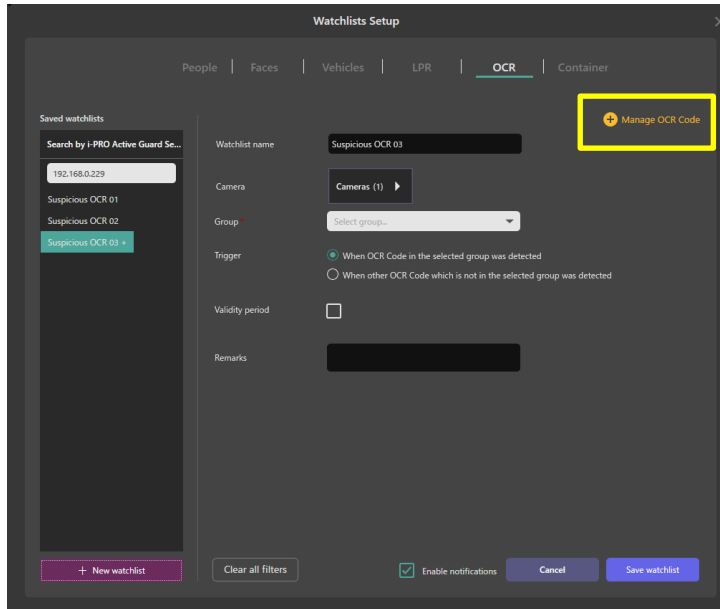 Watchlists Setup
People | Faces | Vehicles | LPR | OCR | Container
Saved watchlists
Manage OCR Code
Search by i-PRO Active Guard Se...
192.168.0.229
Suspicious OCR 01
Suspicious OCR 02
Suspicious OCR 03 +
Watchlist name
Suspicious OCR 03
Camera
Cameras (1)
Group
Select group...
Trigger
When OCR Code in the selected group was detected
When other OCR Code which is not in the selected group was detected
Validity period
Remarks
+ New watchlist
Clear all filters
Enable notifications
Cancel
Save watchlist